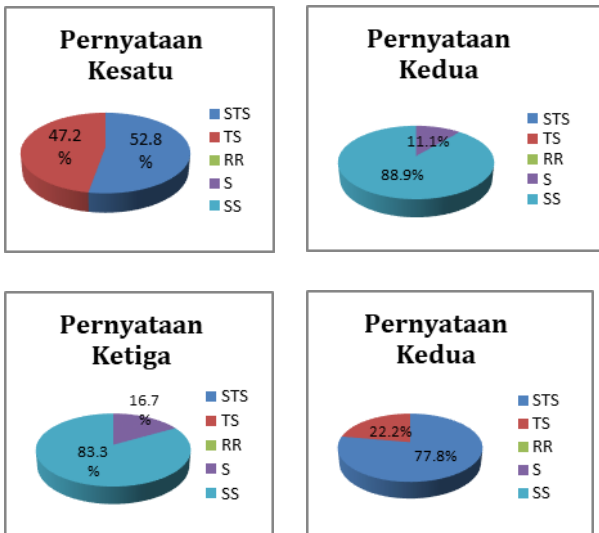 Pernyataan
Kesatu
47.2
%
52.8
%
STS
TS
RR
S
SS
Pernyataan
Kedua
11.1%
88.9%
STS
TS
RR
S
SS
Pernyataan
Ketiga
16.7
%
83.3
%
STS
TS
RR
S
SS
Pernyataan
Kedua
22.2%
77.8%
STS
TS
RR
S
SS